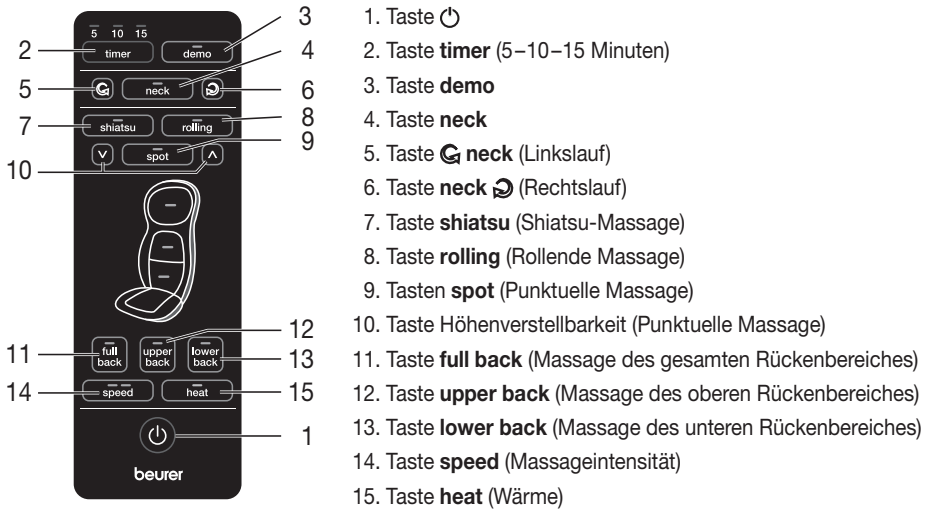 5 10 15
timer demo
neck
shiatsu rolling
spot
full back upper back lower back
speed heat
beurer
2 3
5 4 6
7 8
10 9
11 12 13
14 15
1
1. Taste ⏻
2. Taste timer (5–10–15 Minuten)
3. Taste demo
4. Taste neck
5. Taste neck (Linkslauf)
6. Taste neck (Rechtslauf)
7. Taste shiatsu (Shiatsu-Massage)
8. Taste rolling (Rollende Massage)
9. Tasten spot (Punktuelle Massage)
10. Taste Höhenverstellbarkeit (Punktuelle Massage)
11. Taste full back (Massage des gesamten Rückenbereiches)
12. Taste upper back (Massage des oberen Rückenbereiches)
13. Taste lower back (Massage des unteren Rückenbereiches)
14. Taste speed (Massageintensität)
15. Taste heat (Wärme)